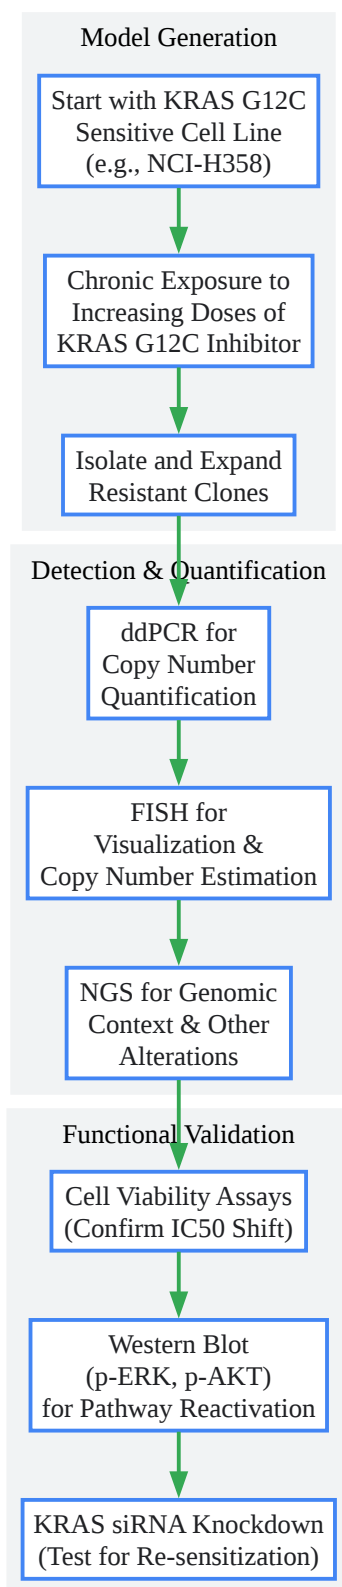 Model Generation
Start with KRAS G12C
Sensitive Cell Line
(e.g., NCI-H358)
Chronic Exposure to
Increasing Doses of
KRAS G12C Inhibitor
Isolate and Expand
Resistant Clones
Detection & Quantification
ddPCR for
Copy Number
Quantification
FISH for
Visualization &
Copy Number Estimation
NGS for Genomic
Context & Other
Alterations
Functional Validation
Cell Viability Assays
(Confirm IC50 Shift)
Western Blot
(p-ERK, p-AKT)
for Pathway Reactivation
KRAS siRNA Knockdown
(Test for Re-sensitization)